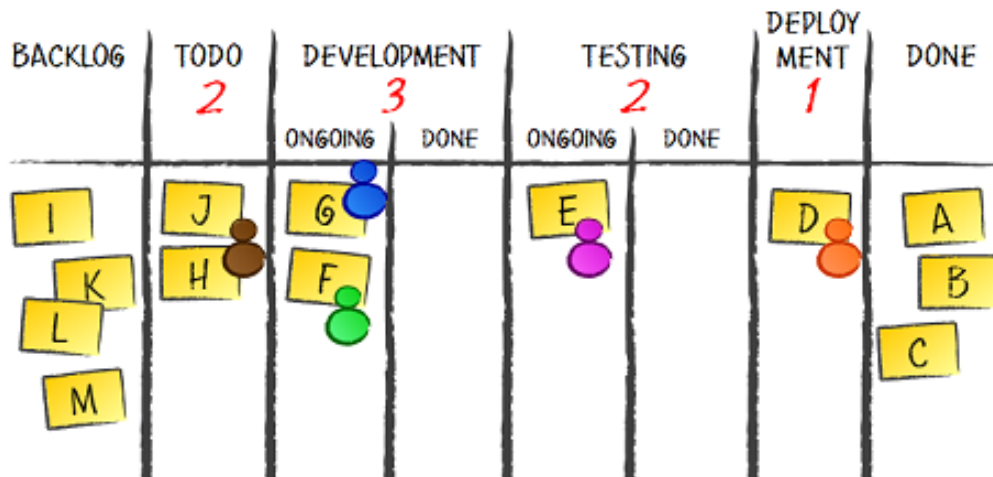 BACKLOG TODO DEVELOPMENT TESTING DEPLOY MENT DONE
2 3 2 1
ONGOING DONE ONGOING DONE
I J G E D A
K H F B
L C
M